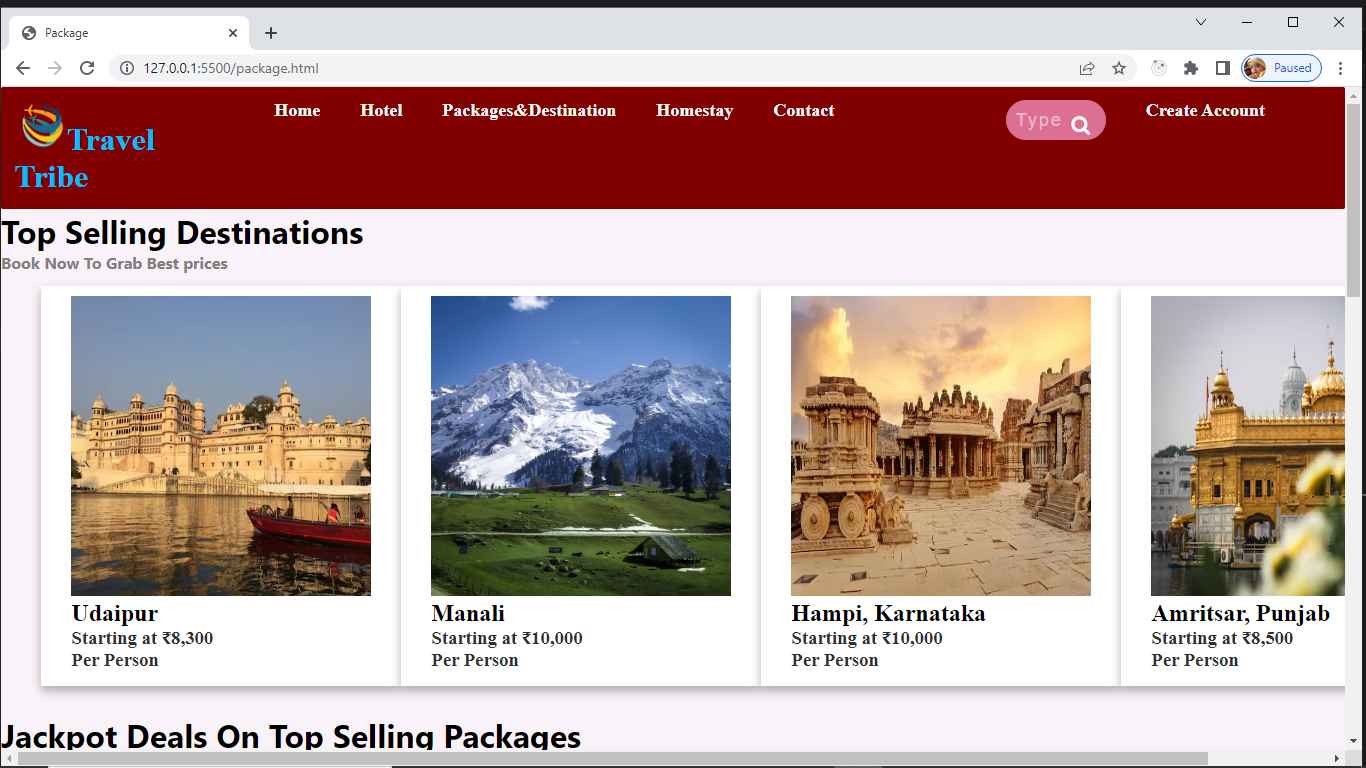 Package
127.0.0.1:5500/package.html
Paused
Home Hotel Packages&Destination Homestay Contact Type Create Account
Travel
Tribe
Top Selling Destinations
Book Now To Grab Best prices
Udaipur Manali Hampi, Karnataka Amritsar, Punjab
Starting at ₹8,300 Starting at ₹10,000 Starting at ₹10,000 Starting at ₹8,500
Per Person Per Person Per Person Per Person
Jackpot Deals On Top Selling Packages